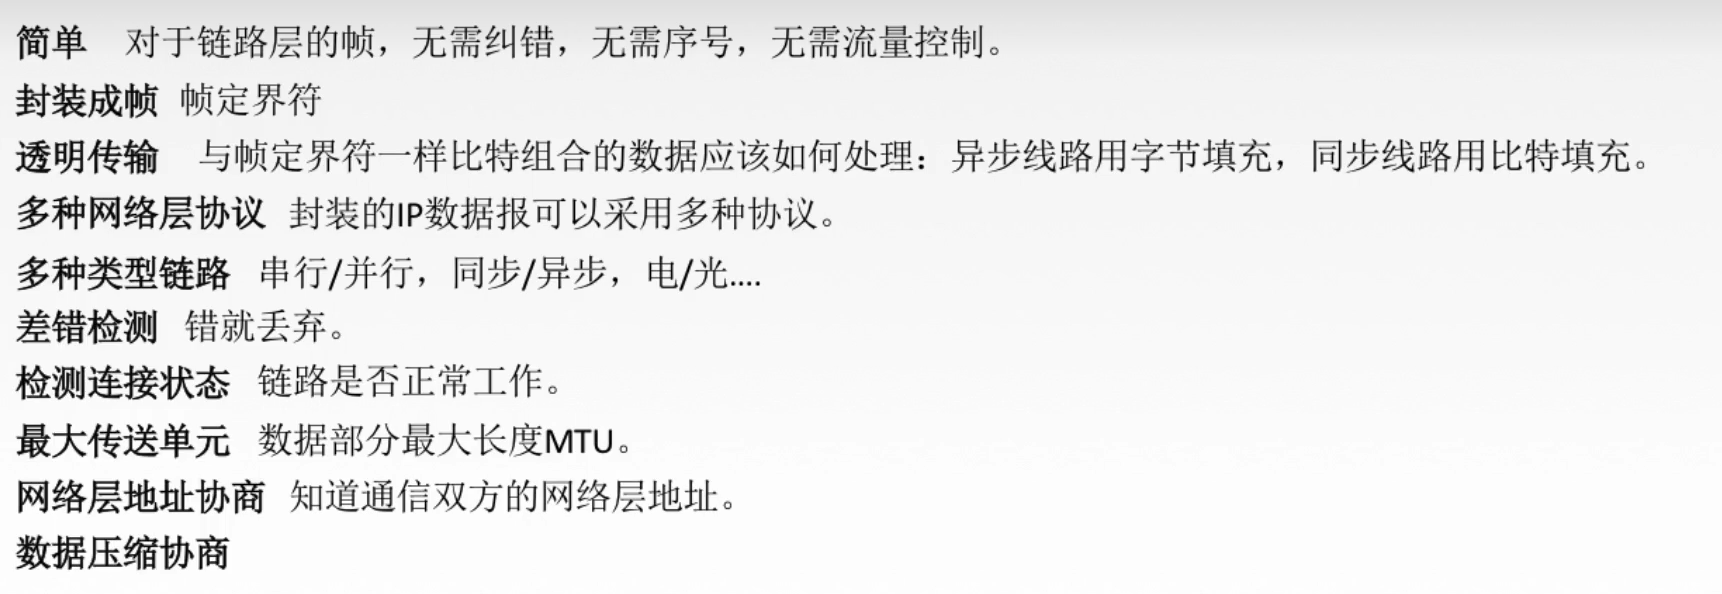 简单 对于链路层的帧，无需纠错，无需序号，无需流量控制。
封装成帧 帧定界符
透明传输 与帧定界符一样比特组合的数据应该如何处理：异步线路用字节填充，同步线路用比特填充。
多种网络层协议 封装的IP数据报可以采用多种协议。
多种类型链路 串行/并行，同步/异步，电/光....
差错检测 错就丢弃。
检测连接状态 链路是否正常工作。
最大传送单元 数据部分最大长度MTU。
网络层地址协商 知道通信双方的网络层地址。
数据压缩协商